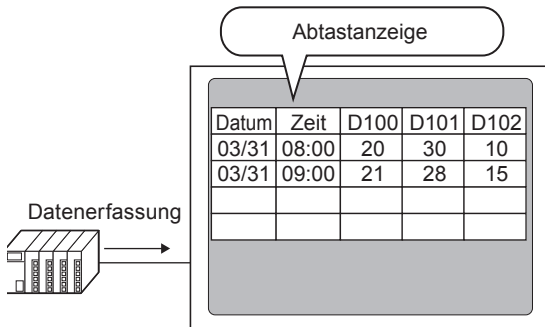 Abtastanzeige
Datum Zeit D100 D101 D102
03/31 08:00 20 30 10
03/31 09:00 21 28 15
Datenerfassung